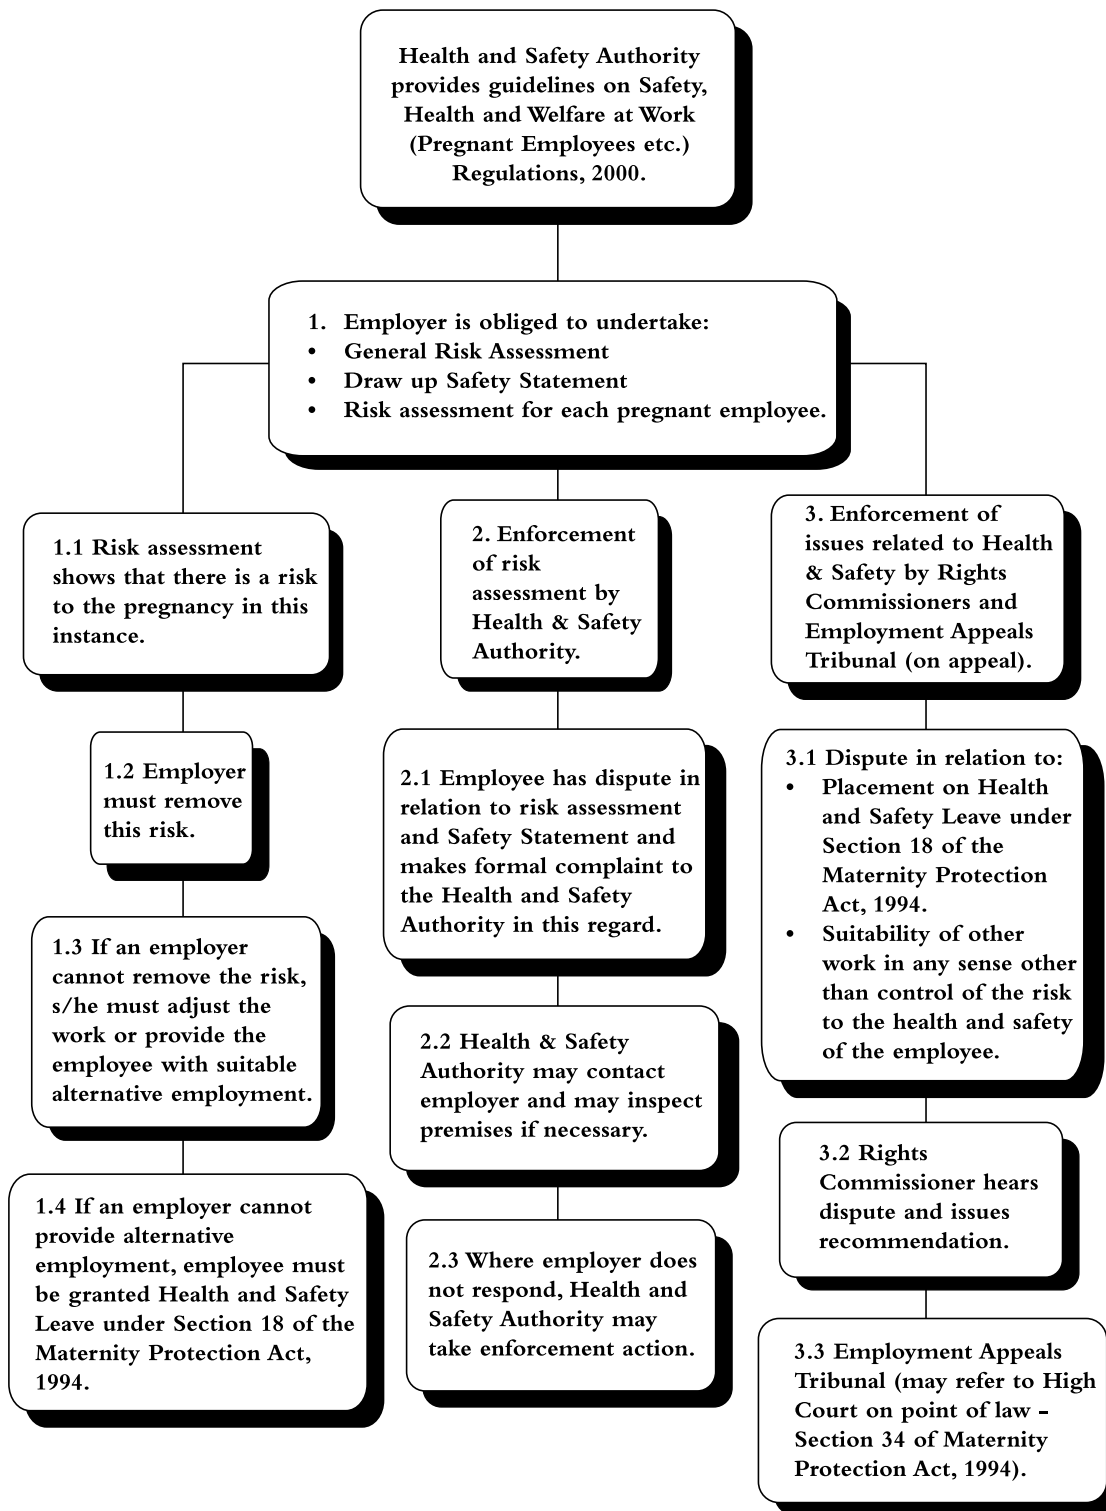 Health and Safety Authority
provides guidelines on Safety,
Health and Welfare at Work
(Pregnant Employees etc.)
Regulations, 2000.
1. Employer is obliged to undertake:
• General Risk Assessment
• Draw up Safety Statement
• Risk assessment for each pregnant employee.
1.1 Risk assessment
shows that there is a risk
to the pregnancy in this
instance.
1.2 Employer
must remove
this risk.
1.3 If an employer
cannot remove the risk,
s/he must adjust the
work or provide the
employee with suitable
alternative employment.
1.4 If an employer cannot
provide alternative
employment, employee must
be granted Health and Safety
Leave under Section 18 of the
Maternity Protection Act,
1994.
2. Enforcement
of risk
assessment by
Health & Safety
Authority.
2.1 Employee has dispute in
relation to risk assessment
and Safety Statement and
makes formal complaint to
the Health and Safety
Authority in this regard.
2.2 Health & Safety
Authority may contact
employer and may inspect
premises if necessary.
2.3 Where employer does
not respond, Health and
Safety Authority may
take enforcement action.
3. Enforcement of
issues related to Health
& Safety by Rights
Commissioners and
Employment Appeals
Tribunal (on appeal).
3.1 Dispute in relation to:
• Placement on Health
and Safety Leave under
Section 18 of the
Maternity Protection
Act, 1994.
• Suitability of other
work in any sense other
than control of the risk
to the health and safety
of the employee.
3.2 Rights
Commissioner hears
dispute and issues
recommendation.
3.3 Employment Appeals
Tribunal (may refer to High
Court on point of law -
Section 34 of Maternity
Protection Act, 1994).